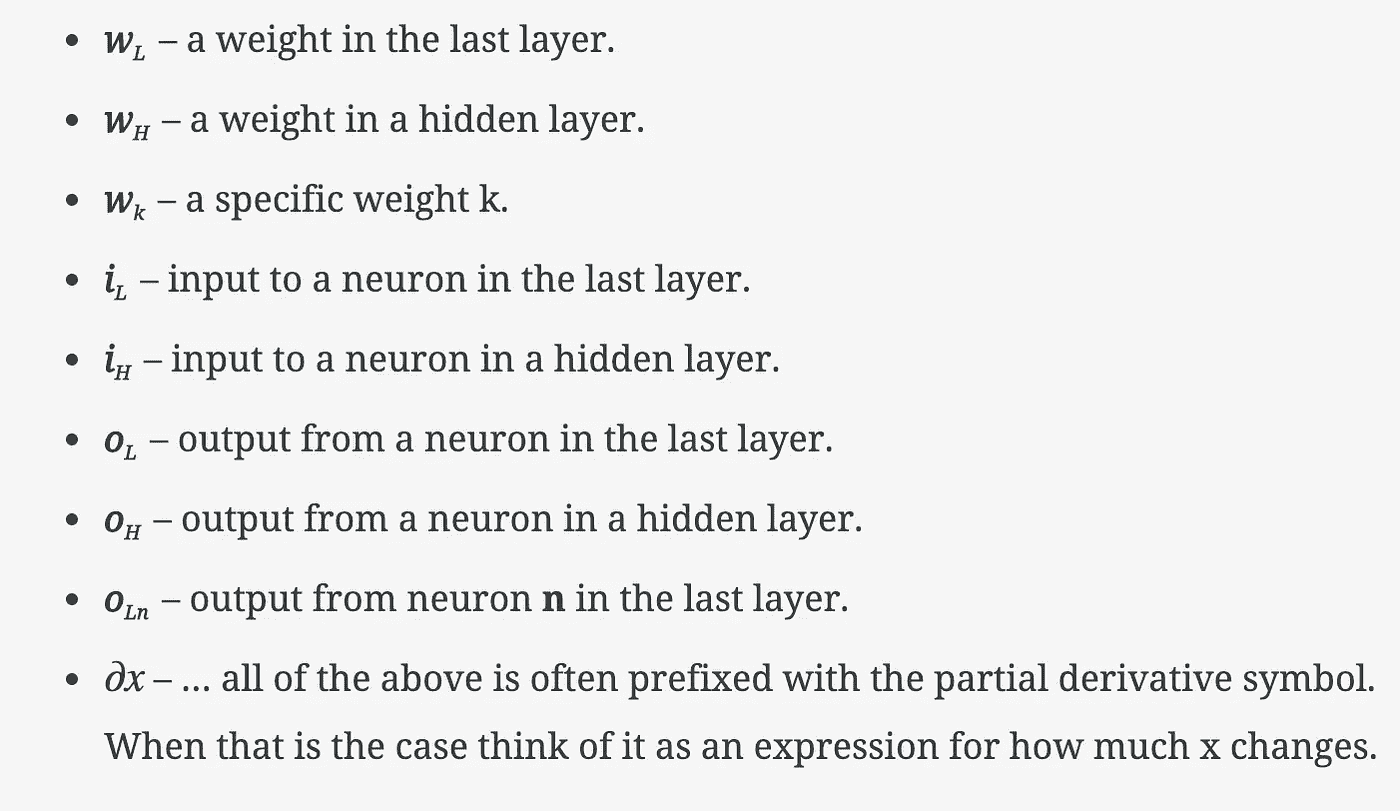 • w_L – a weight in the last layer.
• w_H – a weight in a hidden layer.
• w_k – a specific weight k.
• i_L – input to a neuron in the last layer.
• i_H – input to a neuron in a hidden layer.
• o_L – output from a neuron in the last layer.
• o_H – output from a neuron in a hidden layer.
• o_Ln – output from neuron n in the last layer.
• ∂x – … all of the above is often prefixed with the partial derivative symbol.
When that is the case think of it as an expression for how much x changes.